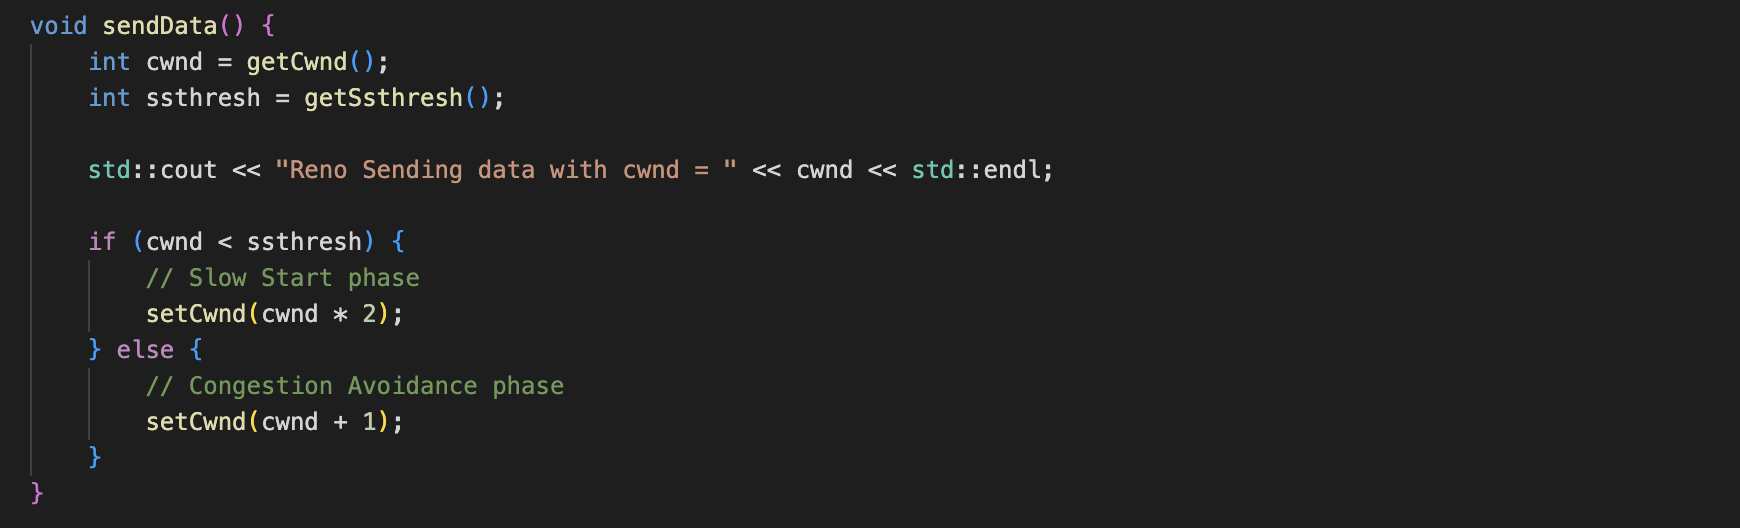 void sendData() {
    int cwnd = getCwnd();
    int ssthresh = getSsthresh();

    std::cout << "Reno Sending data with cwnd = " << cwnd << std::endl;

    if (cwnd < ssthresh) {
        // Slow Start phase
        setCwnd(cwnd * 2);
    } else {
        // Congestion Avoidance phase
        setCwnd(cwnd + 1);
    }
}